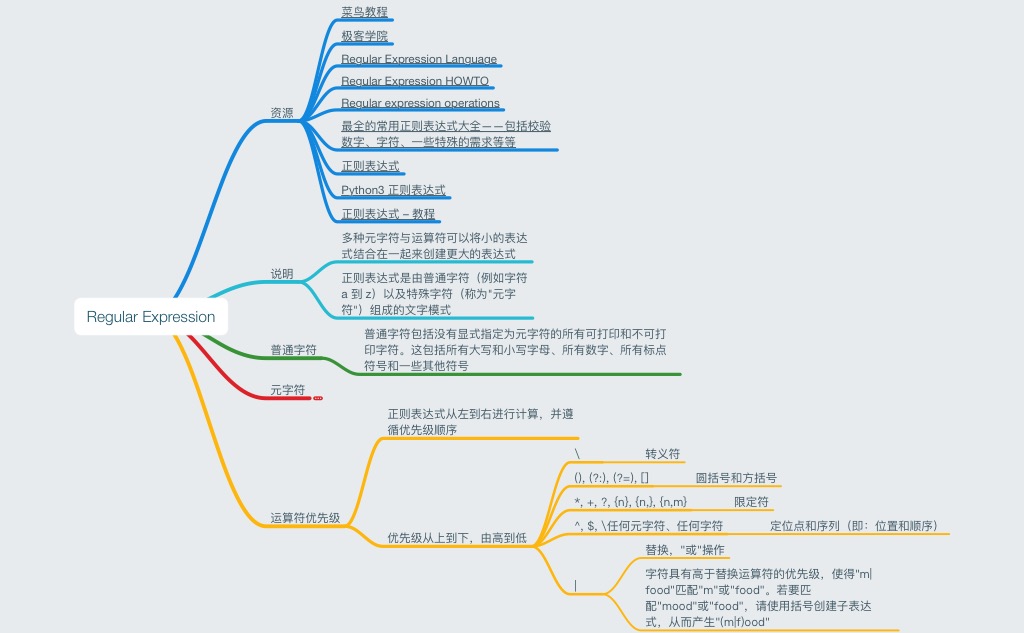 菜鸟教程
极客学院
Regular Expression Language
Regular Expression HOWTO
Regular expression operations
最全的常用正则表达式大全——包括校验
数字、字符、一些特殊的需求等等
正则表达式
Python3 正则表达式
正则表达式 – 教程
资源
多种元字符与运算符可以将小的表达
式结合在一起来创建更大的表达式
说明
正则表达式是由普通字符（例如字符
a 到 z）以及特殊字符（称为"元字
符"）组成的文字模式
Regular Expression
普通字符
普通字符包括没有显式指定为元字符的所有可打印和不可打
印字符。这包括所有大写和小写字母、所有数字、所有标点
符号和一些其他符号
元字符
运算符优先级
正则表达式从左到右进行计算，并遵
循优先级顺序
优先级从上到下，由高到低
\ 转义符
(), (?:), (?=), [] 圆括号和方括号
*, +, ?, {n}, {n,}, {n,m} 限定符
^, $, \任何元字符、任何字符 定位点和序列（即：位置和顺序）
|
替换，"或"操作
字符具有高于替换运算符的优先级，使得"m|
food"匹配"m"或"food"。若要匹
配"mood"或"food"，请使用括号创建子表达
式，从而产生"(m|f)ood"